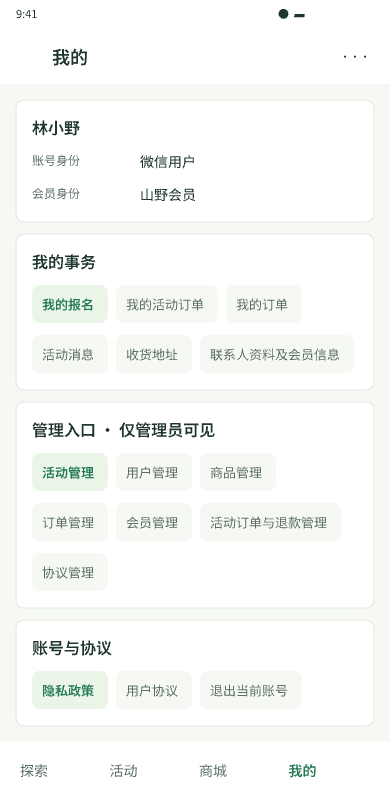 9:41
我的
···
林小野
账号身份 微信用户
会员身份 山野会员
我的事务
我的报名 我的活动订单 我的订单
活动消息 收货地址 联系人资料及会员信息
管理入口 · 仅管理员可见
活动管理 用户管理 商品管理
订单管理 会员管理 活动订单与退款管理
协议管理
账号与协议
隐私政策 用户协议 退出当前账号
探索 活动 商城 我的